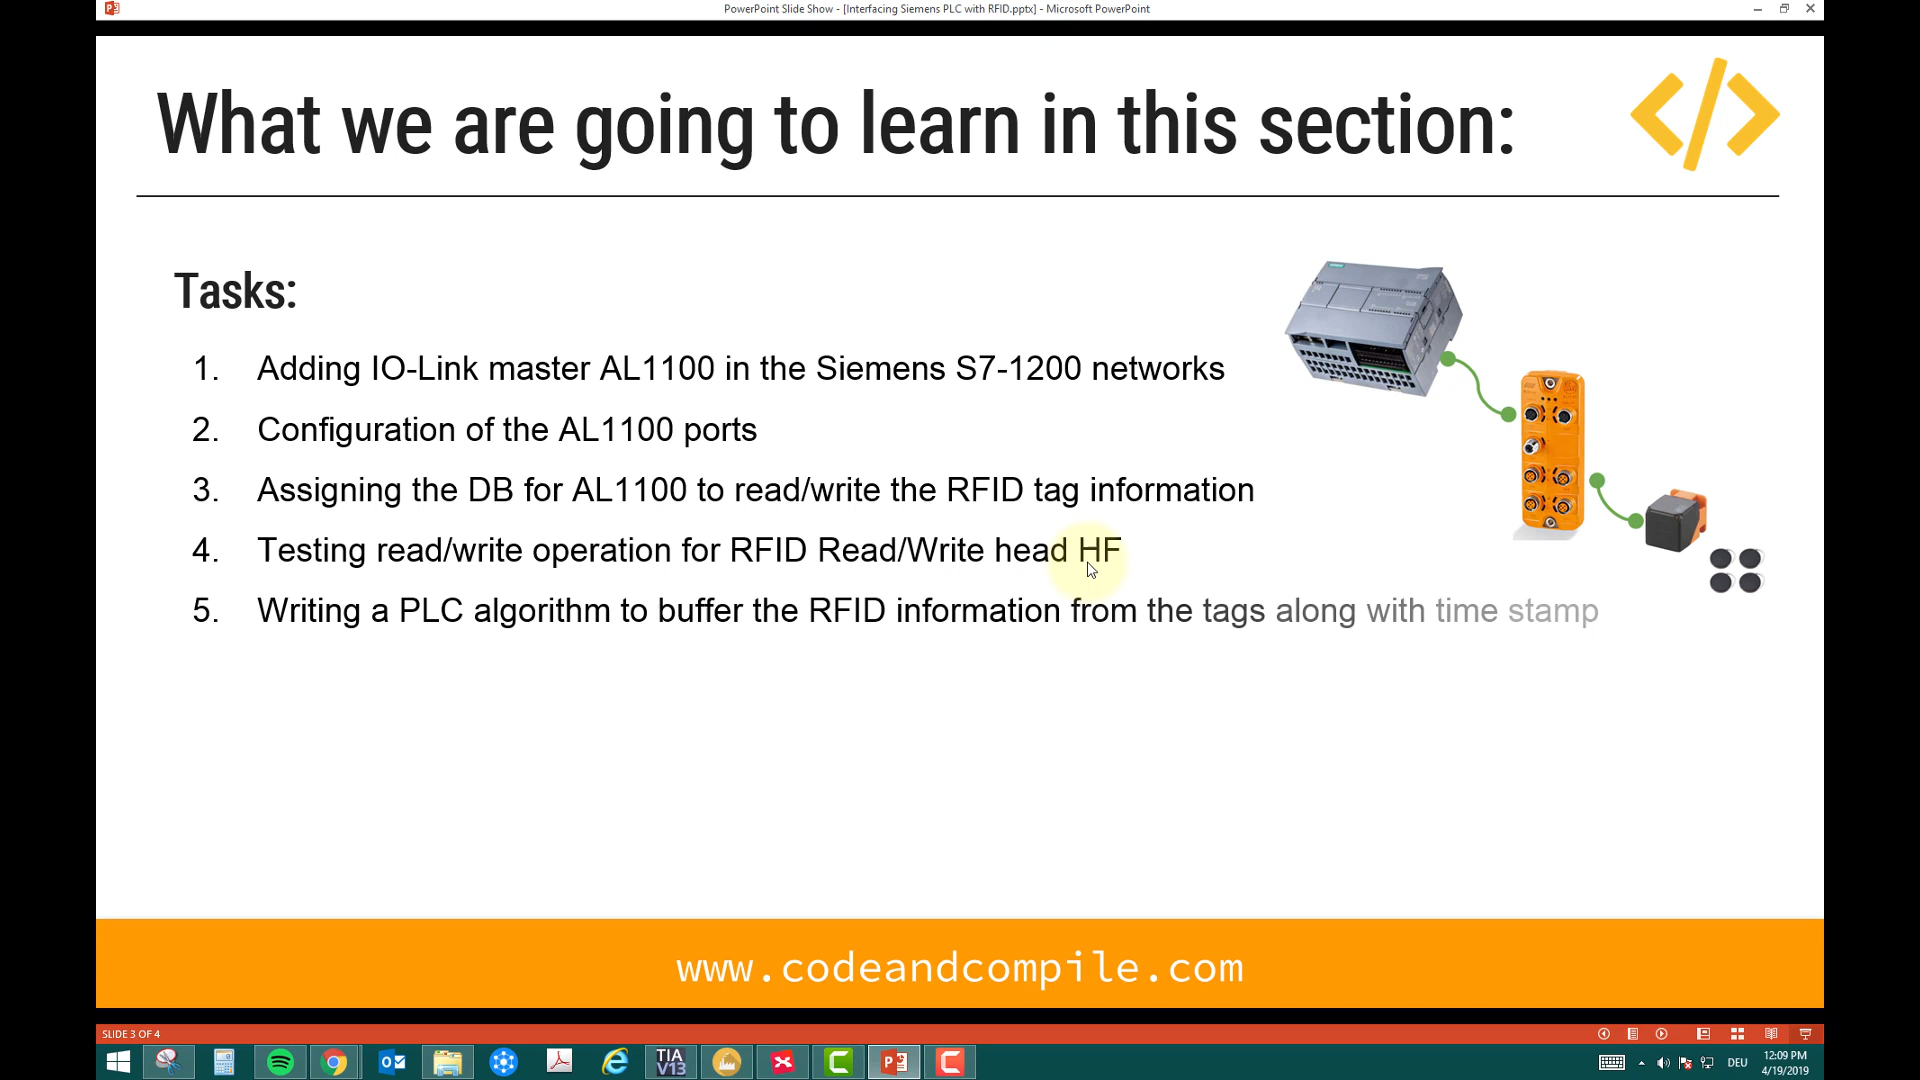 PowerPoint Slide Show - [Interfacing Siemens PLC with RFID.pptx] - Microsoft PowerPoint
What we are going to learn in this section:
Tasks:
1. Adding IO-Link master AL1100 in the Siemens S7-1200 networks
2. Configuration of the AL1100 ports
3. Assigning the DB for AL1100 to read/write the RFID tag information
4. Testing read/write operation for RFID Read/Write head HF
5. Writing a PLC algorithm to buffer the RFID information from the tags along with time stamp
www.codeandcompile.com
SLIDE 3 OF 4
TIA
V13
DEU
12:09 PM
4/19/2019